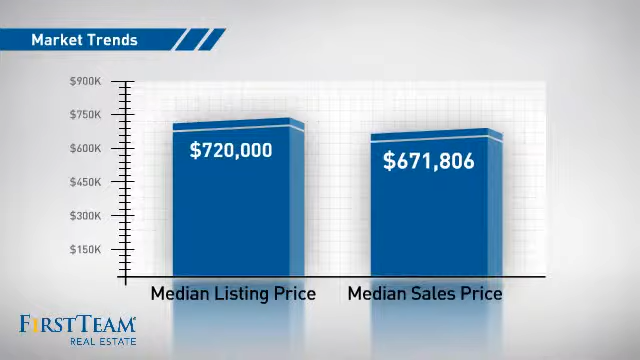 Market Trends
$900K
$750K
$600K
$450K
$300K
$150K
$720,000
$671,806
Median Listing Price
Median Sales Price
FIRSTTEAM®
REAL ESTATE